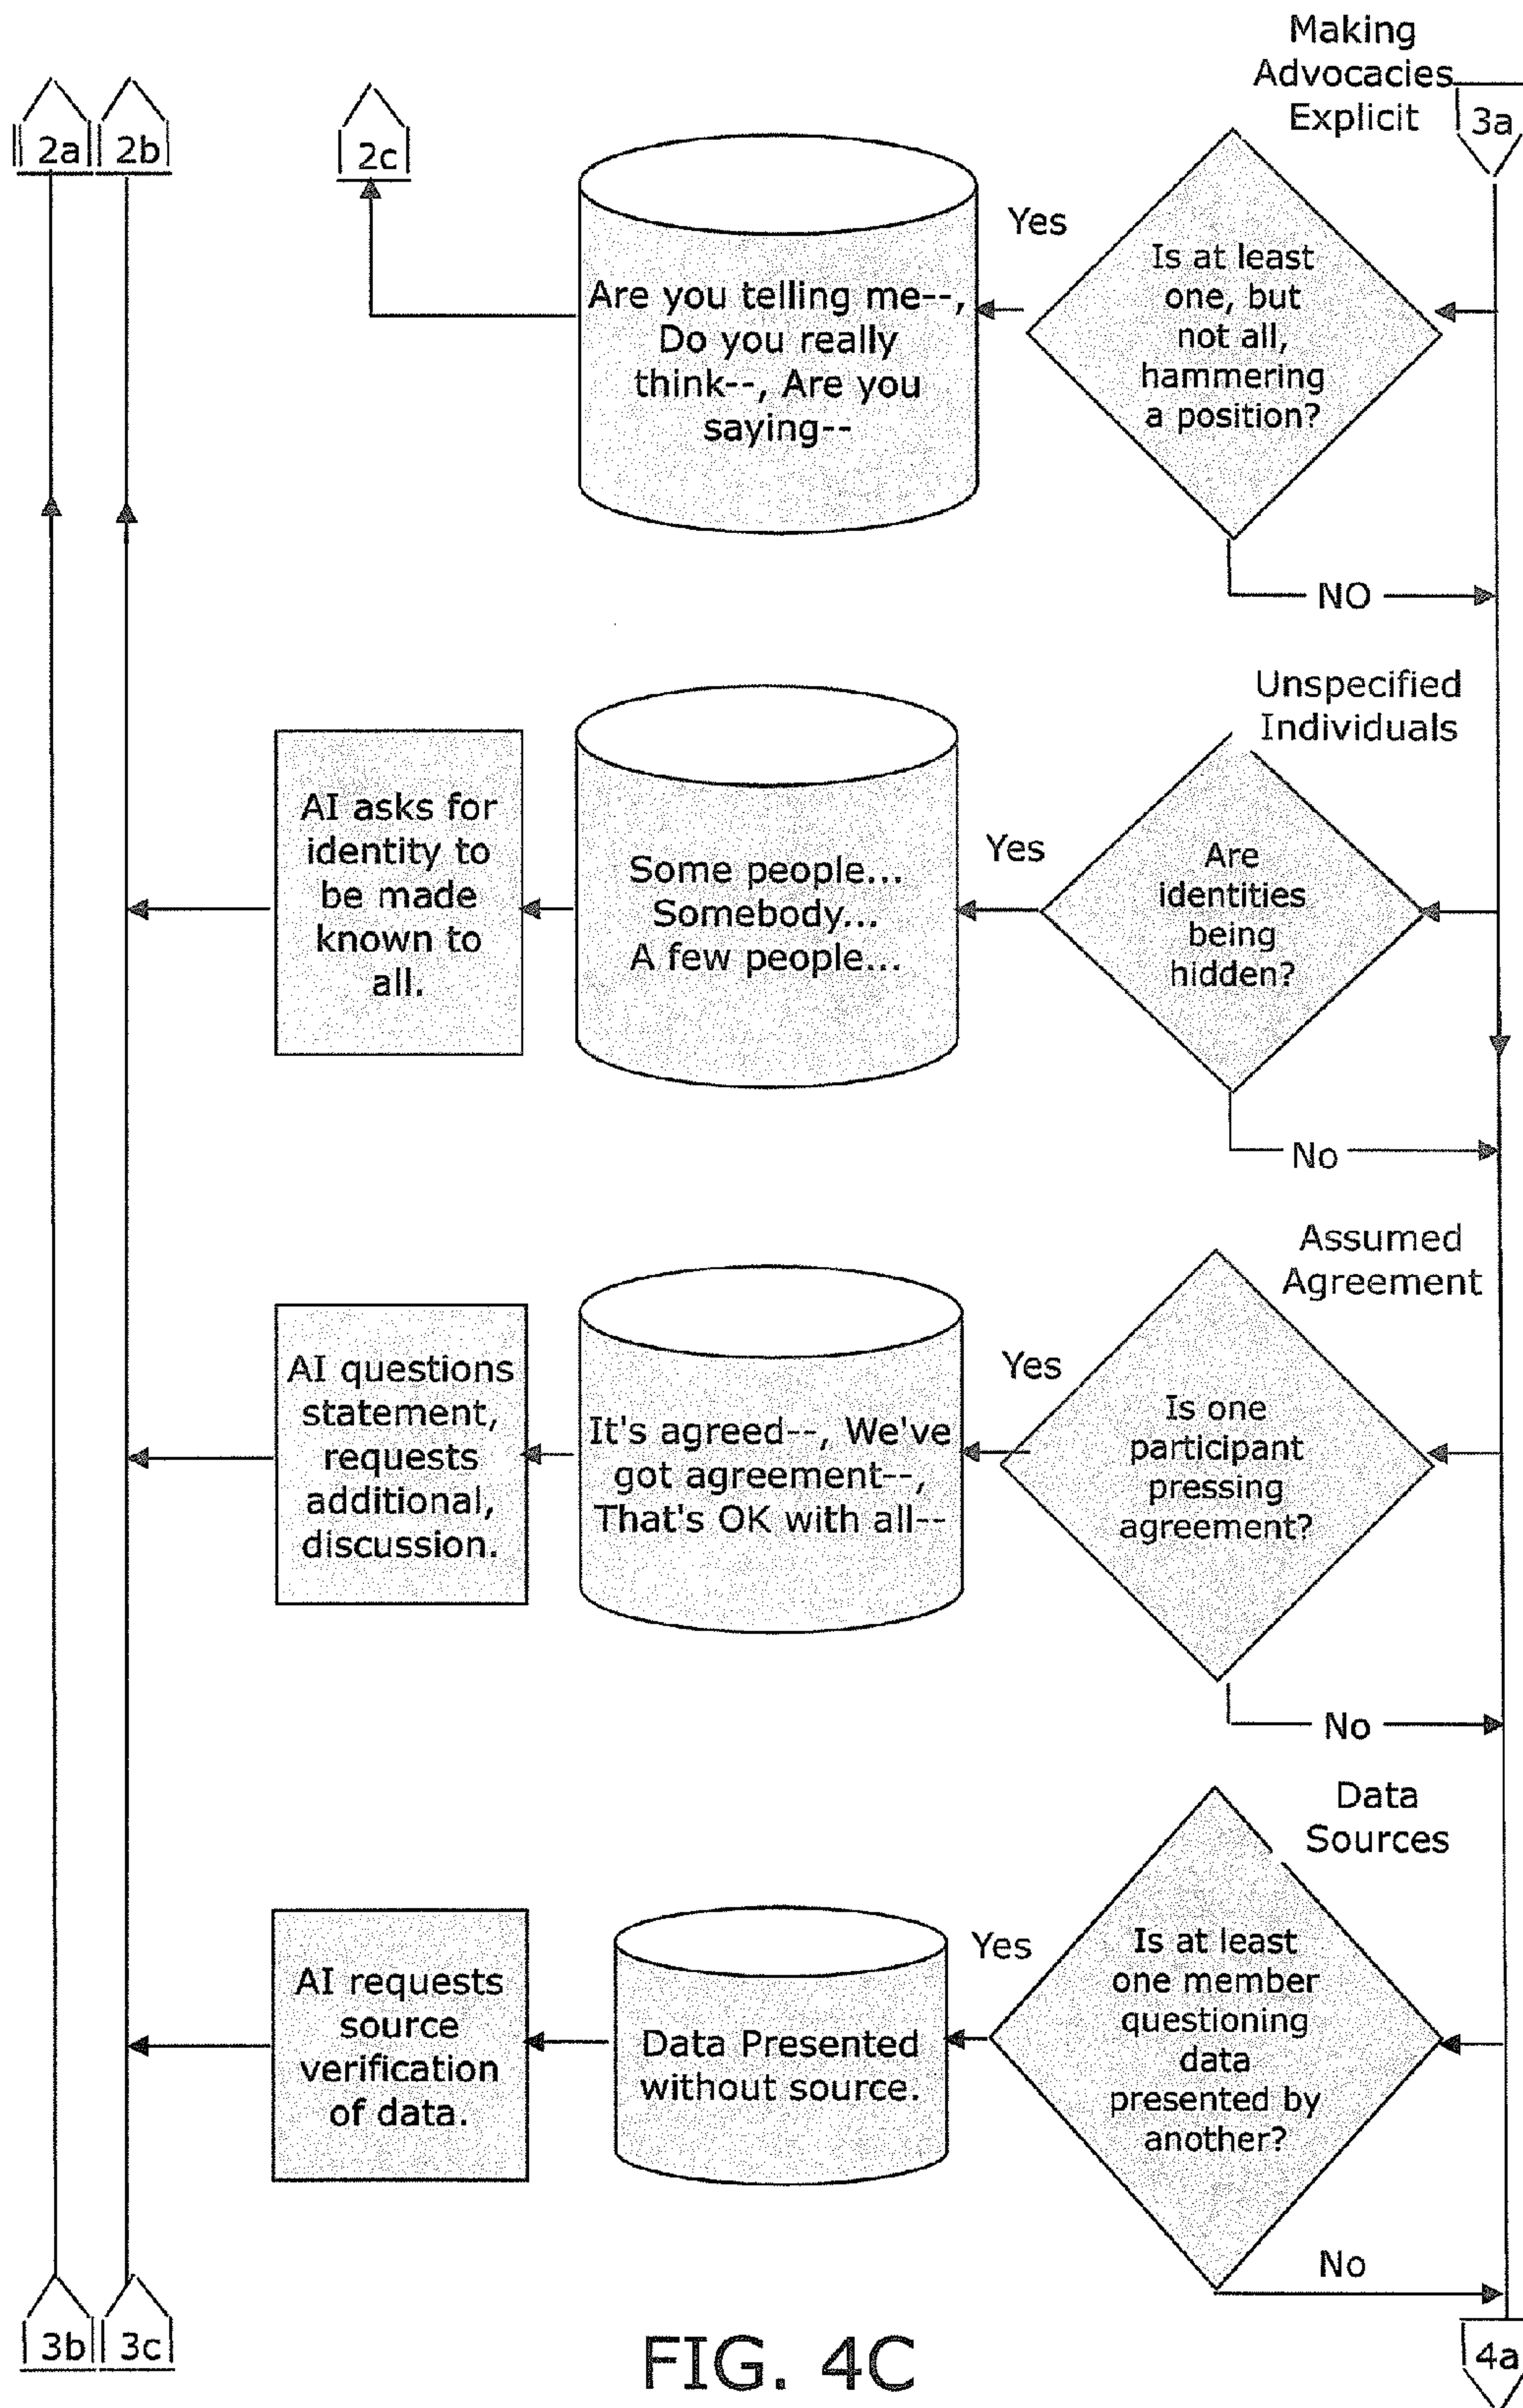 Making
Advocacies
Explicit
3a
2a
2b
2c
Are you telling me--,
Do you really
think--, Are you
saying--
Yes
Is at least
one, but
not all,
hammering
a position?
NO
Unspecified
Individuals
AI asks for
identity to
be made
known to
all.
Some people...
Somebody...
A few people...
Yes
Are
identities
being
hidden?
No
Assumed
Agreement
AI questions
statement,
requests
additional,
discussion.
It's agreed--, We've
got agreement--,
That's OK with all--
Yes
Is one
participant
pressing
agreement?
No
Data
Sources
AI requests
source
verification
of data.
Data Presented
without source.
Yes
Is at least
one member
questioning
data
presented by
another?
No
3b
3c
4a
FIG. 4C